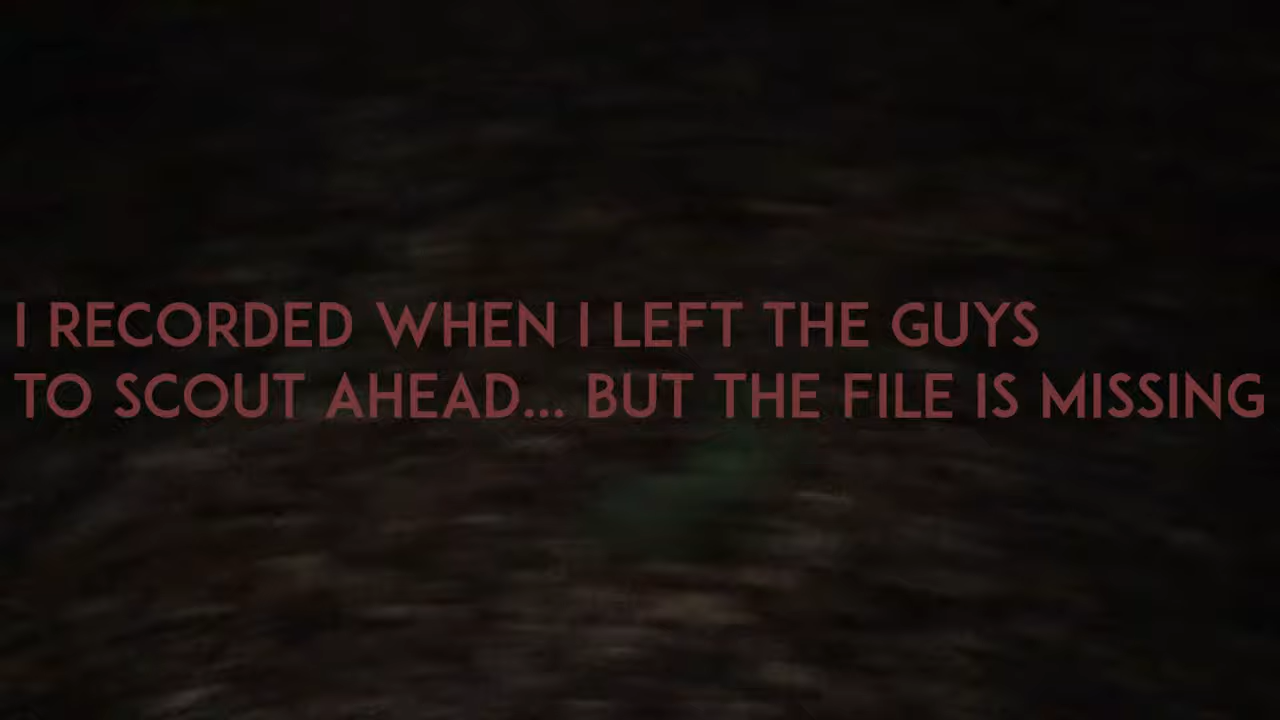 I RECORDED WHEN I LEFT THE GUYS
TO SCOUT AHEAD... BUT THE FILE IS MISSING